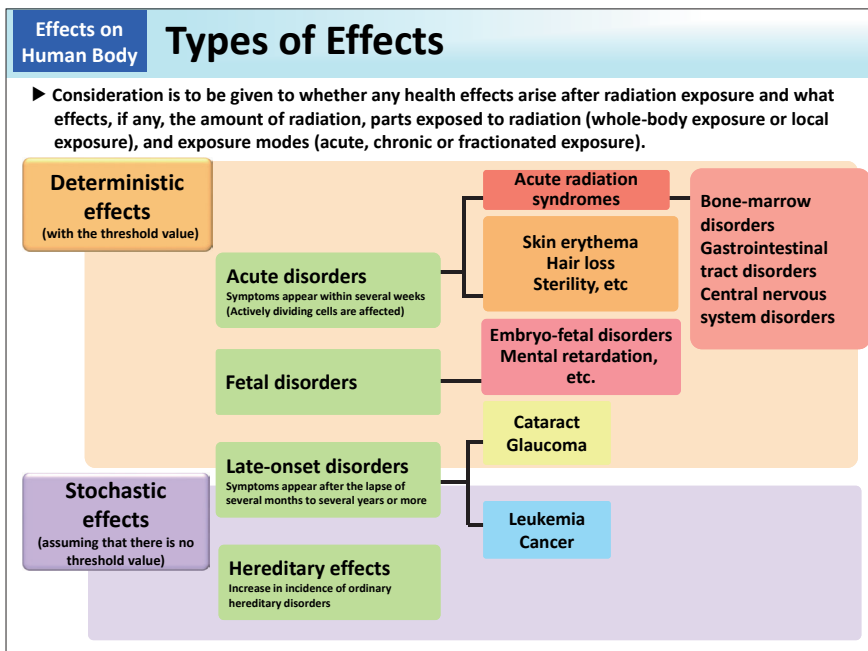 Effects on
Human Body
Types of Effects
▶ Consideration is to be given to whether any health effects arise after radiation exposure and what
effects, if any, the amount of radiation, parts exposed to radiation (whole-body exposure or local
exposure), and exposure modes (acute, chronic or fractionated exposure).
Deterministic
effects
(with the threshold value)
Acute disorders
Symptoms appear within several weeks
(Actively dividing cells are affected)
Acute radiation
syndromes
Bone-marrow
disorders
Gastrointestinal
tract disorders
Central nervous
system disorders
Skin erythema
Hair loss
Sterility, etc
Fetal disorders
Embryo-fetal disorders
Mental retardation,
etc.
Late-onset disorders
Symptoms appear after the lapse of
several months to several years or more
Cataract
Glaucoma
Stochastic
effects
(assuming that there is no
threshold value)
Leukemia
Cancer
Hereditary effects
Increase in incidence of ordinary
hereditary disorders